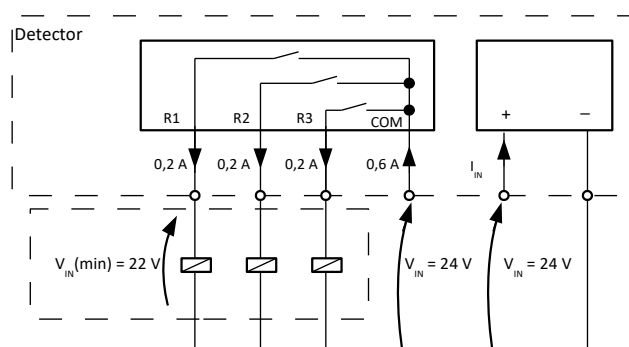 Detector
R1 R2 R3 COM + −
0,2 A 0,2 A 0,2 A 0,6 A I_IN
V_IN(min) = 22 V V_IN = 24 V V_IN = 24 V